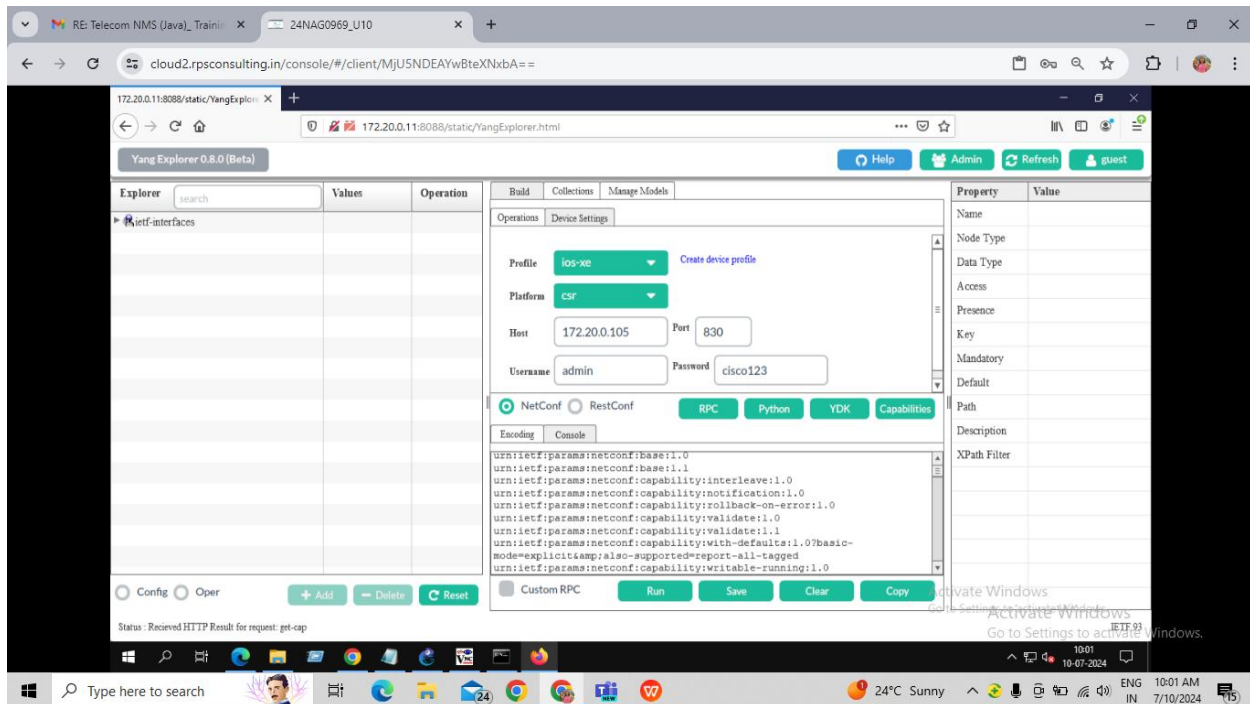 RE: Telecom NMS (Java)_ Trainin
24NAG0969_U10
cloud2.rpsconsulting.in/console/#/client/MjU5NDEAYwBteXNxbA==
172.20.0.11:8088/static/YangExplore
172.20.0.11:8088/static/YangExplorer.html
Yang Explorer 0.8.0 (Beta)
Help
Admin
Refresh
guest
Explorer
search
Values
Operation
ietf-interfaces
Build
Collections
Manage Models
Operations
Device Settings
Profile
ios-xe
Create device profile
Platform
csr
Host
172.20.0.105
Port
830
Username
admin
Password
cisco123
NetConf
RestConf
RPC
Python
YDK
Capabilities
Encoding
Console
urn:ietf:params:netconf:base:1.0
urn:ietf:params:netconf:base:1.1
urn:ietf:params:netconf:capability:interleave:1.0
urn:ietf:params:netconf:capability:notification:1.0
urn:ietf:params:netconf:capability:rollback-on-error:1.0
urn:ietf:params:netconf:capability:validate:1.0
urn:ietf:params:netconf:capability:validate:1.1
urn:ietf:params:netconf:capability:with-defaults:1.0?basic-
mode=explicit&amp;also-supported=report-all-tagged
urn:ietf:params:netconf:capability:writable-running:1.0
Property
Value
Name
Node Type
Data Type
Access
Presence
Key
Mandatory
Default
Path
Description
XPath Filter
Config
Oper
Add
Delete
Reset
Custom RPC
Run
Save
Clear
Copy
Activate Windows
Activate Windows
Go to Settings to activate Windows.
Status : Recieved HTTP Result for request: get-cap
IETF 93
10:01
10-07-2024
Type here to search
24
NEW
24°C Sunny
ENG
IN
10:01 AM
7/10/2024
15